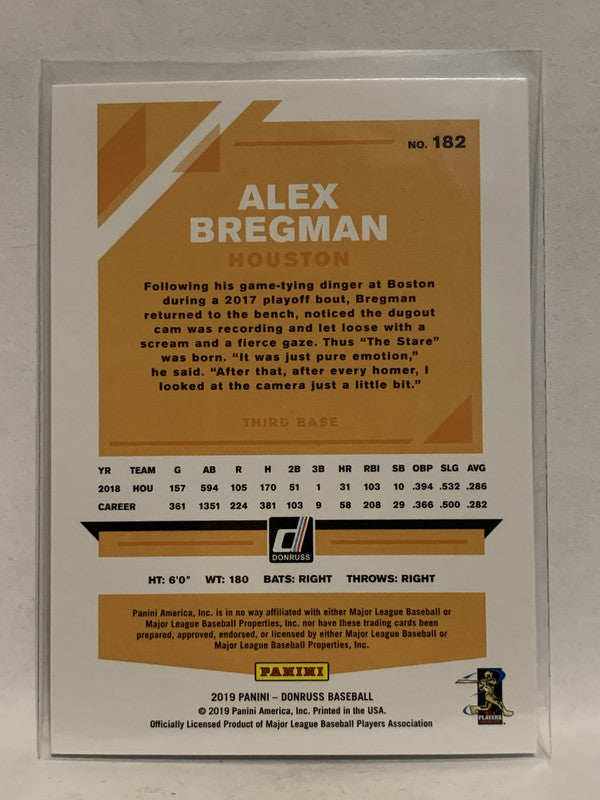 NO. 182
ALEX
BREGMAN
HOUSTON
Following his game-tying dinger at Boston
during a 2017 playoff bout, Bregman
returned to the bench, noticed the dugout
cam was recording and let loose with a
scream and a fierce gaze. Thus “The Stare”
was born. “It was just pure emotion,”
he said. “After that, after every homer, I
looked at the camera just a little bit.”
THIRD BASE
YR TEAM G AB R H 2B 3B HR RBI SB OBP SLG AVG
2018 HOU 157 594 105 170 51 1 31 103 10 .394 .532 .286
CAREER 361 1351 224 381 103 9 58 208 29 .366 .500 .282
d
DONRUSS
HT: 6'0" WT: 180 BATS: RIGHT THROWS: RIGHT
Panini America, Inc. is in no way affiliated with either Major League Baseball or
Major League Baseball Properties, Inc. nor have these trading cards been
prepared, approved, endorsed, or licensed by either Major League Baseball or
Major League Baseball Properties, Inc.
PANINI
2019 PANINI – DONRUSS BASEBALL
© 2019 Panini America, Inc. Printed in the USA.
Officially Licensed Product of Major League Baseball Players Association
PLAYERS